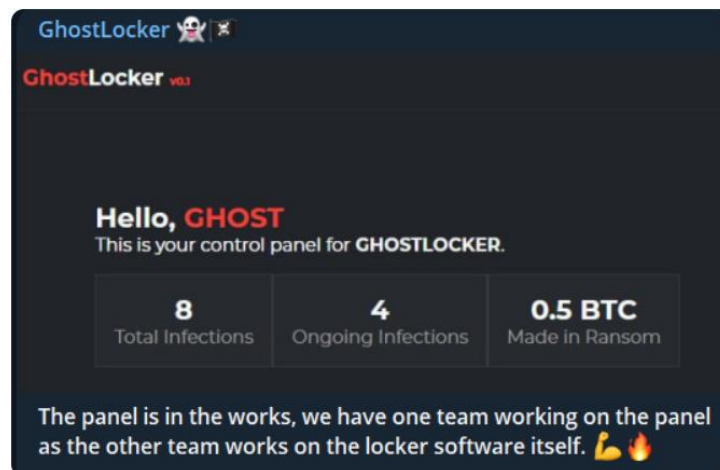 GhostLocker 👻🏴‍☠️
GhostLocker v0.1
Hello, GHOST
This is your control panel for GHOSTLOCKER.
8 4 0.5 BTC
Total Infections Ongoing Infections Made in Ransom
The panel is in the works, we have one team working on the panel
as the other team works on the locker software itself. 💪🔥